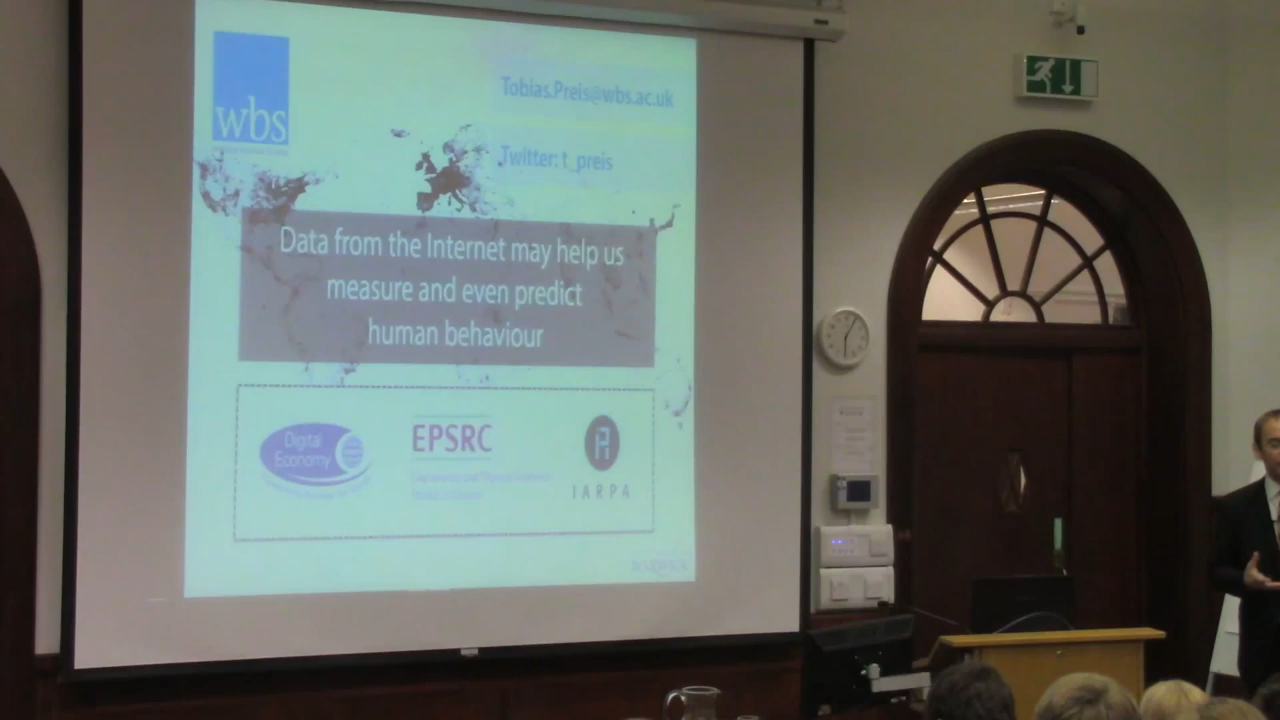 wbs
Tobias.Preis@wbs.ac.uk
Twitter: t_preis
Data from the Internet may help us
measure and even predict
human behaviour
Digital
Economy
EPSRC
IARPA